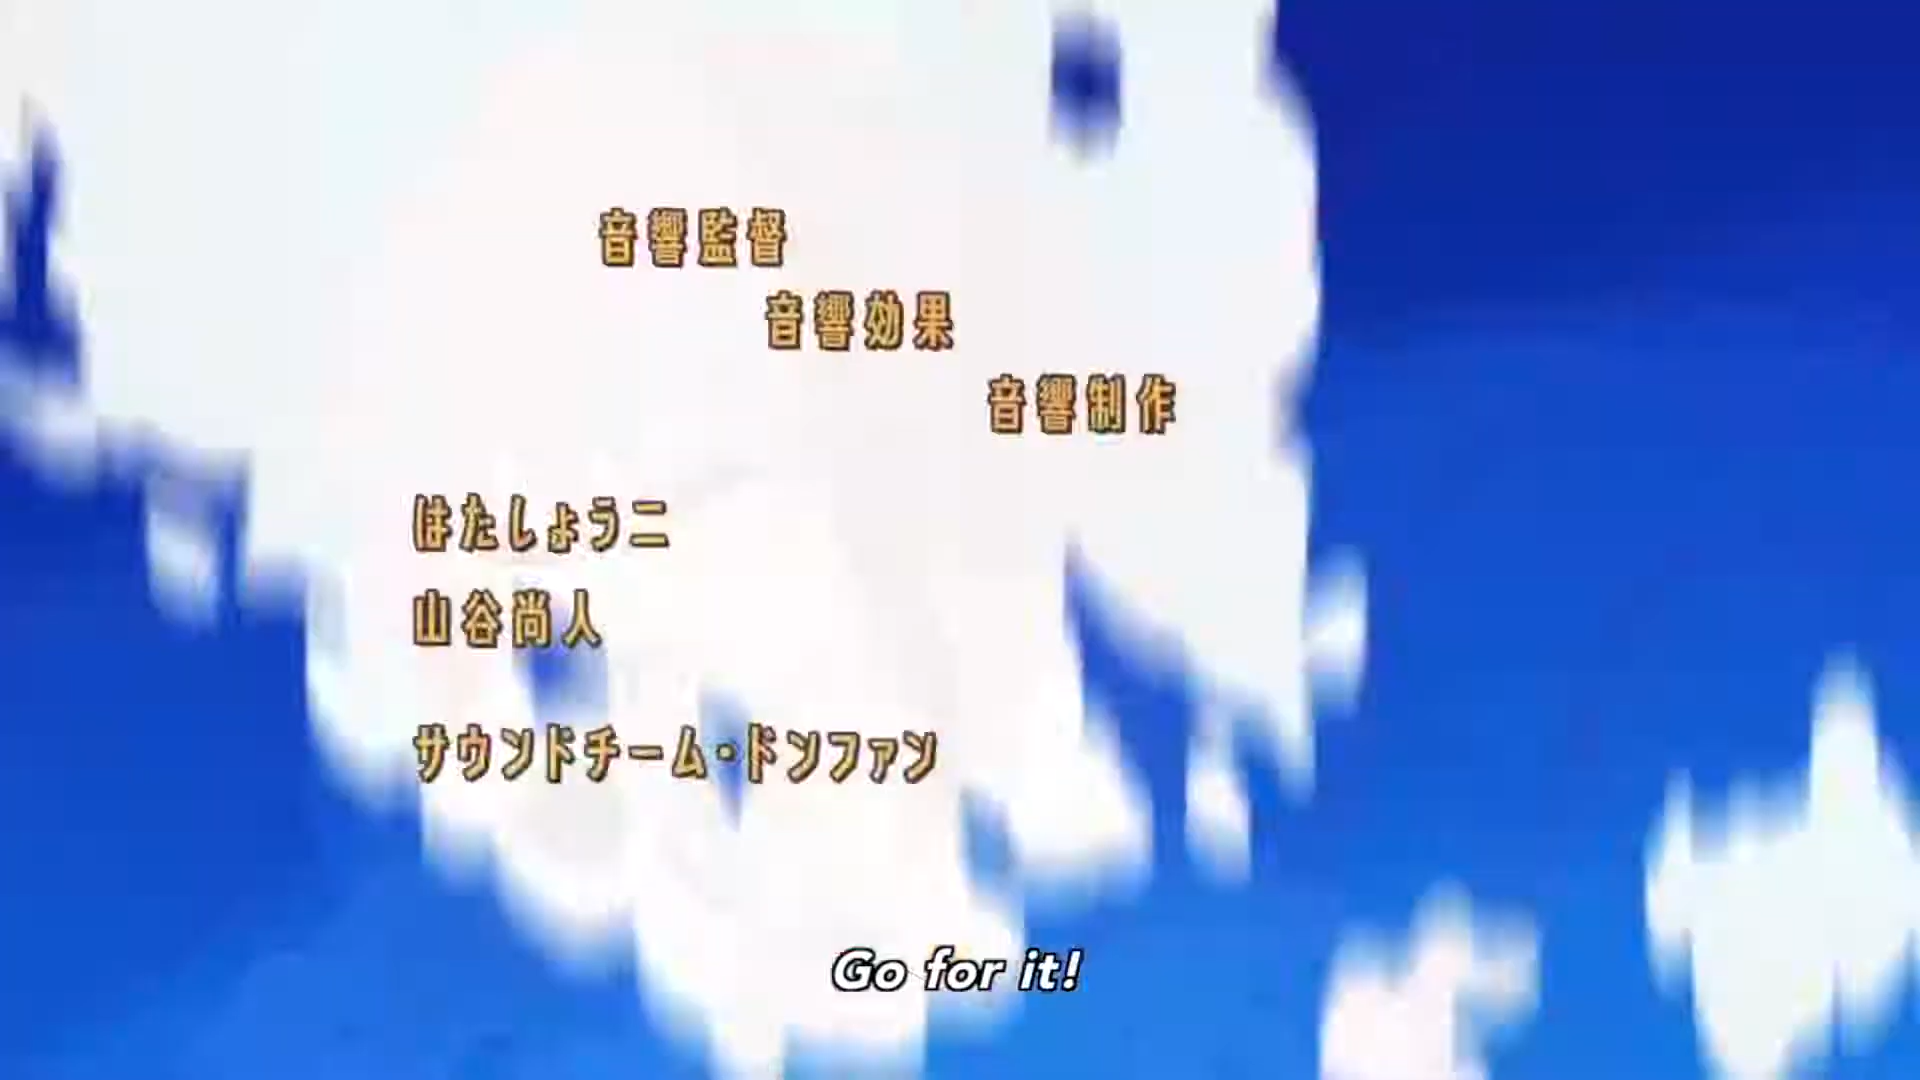 音響監督
音響効果
音響制作
はたしょう二
山谷尚人
サウンドチーム・ドンファン
Go for it!